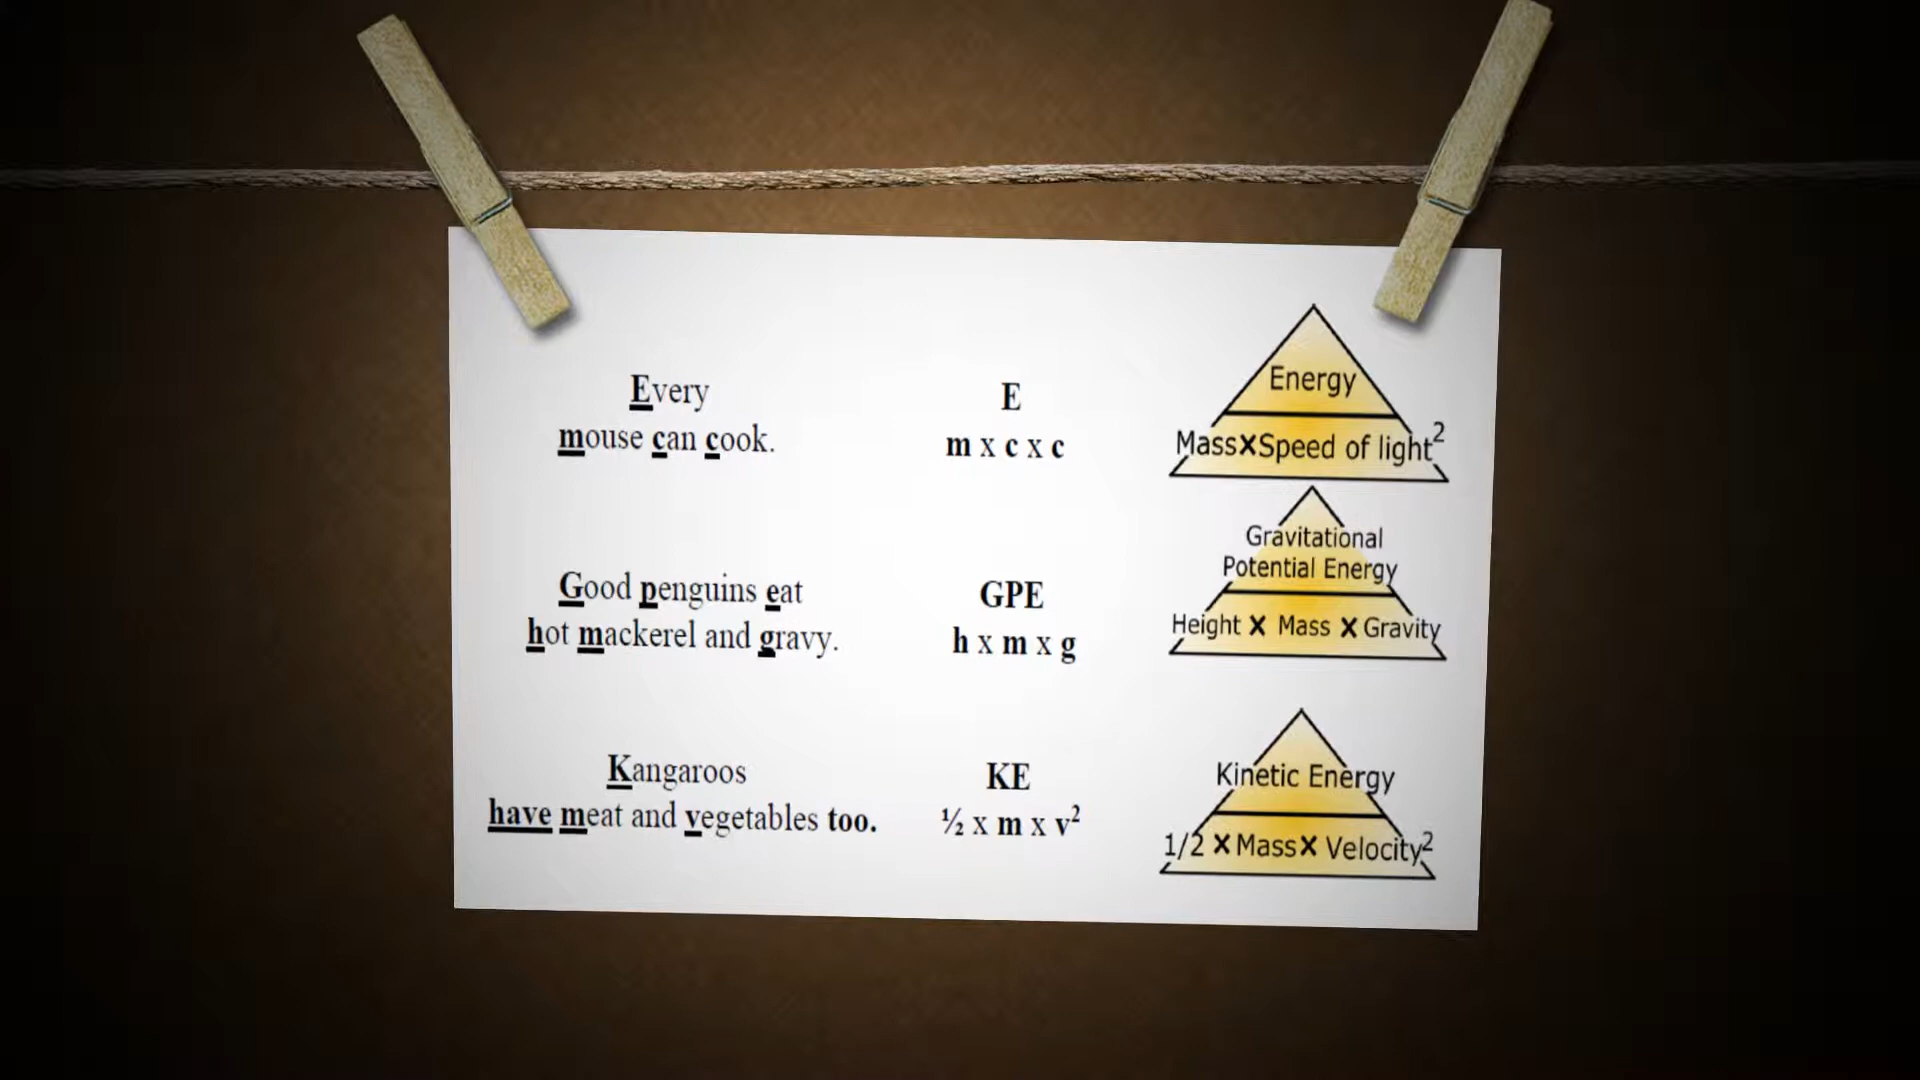 Every
mouse can cook.
E
m x c x c
Energy
Mass X Speed of light²
Good penguins eat
hot mackerel and gravy.
GPE
h x m x g
Gravitational
Potential Energy
Height X Mass X Gravity
Kangaroos
have meat and vegetables too.
KE
½ x m x v²
Kinetic Energy
1/2 X Mass X Velocity²